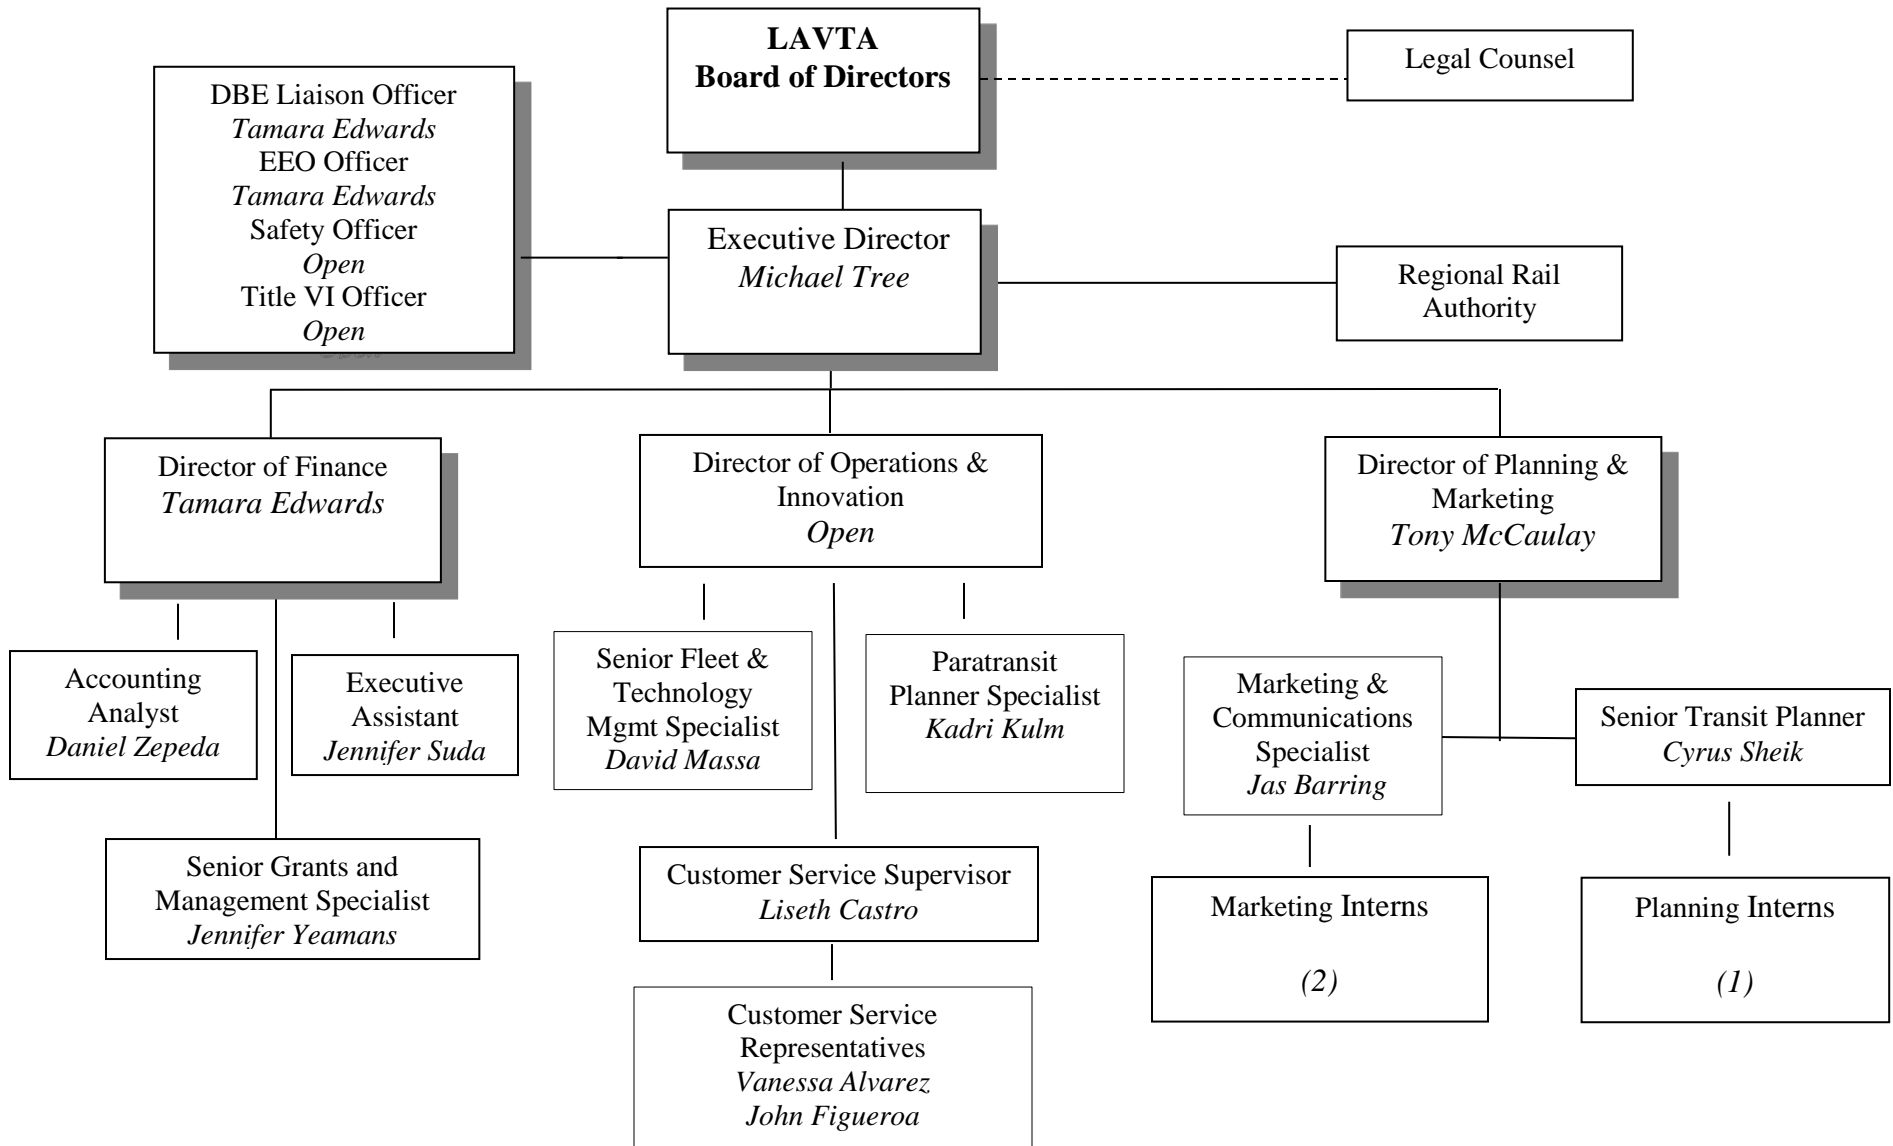 LAVTA
Board of Directors
Legal Counsel
DBE Liaison Officer
Tamara Edwards
EEO Officer
Tamara Edwards
Safety Officer
Open
Title VI Officer
Open
Executive Director
Michael Tree
Regional Rail
Authority
Director of Finance
Tamara Edwards
Director of Operations &
Innovation
Open
Director of Planning &
Marketing
Tony McCaulay
Accounting
Analyst
Daniel Zepeda
Executive
Assistant
Jennifer Suda
Senior Grants and
Management Specialist
Jennifer Yeamans
Senior Fleet &
Technology
Mgmt Specialist
David Massa
Paratransit
Planner Specialist
Kadri Kulm
Customer Service Supervisor
Liseth Castro
Customer Service
Representatives
Vanessa Alvarez
John Figueroa
Marketing &
Communications
Specialist
Jas Barring
Senior Transit Planner
Cyrus Sheik
Marketing Interns
(2)
Planning Interns
(1)